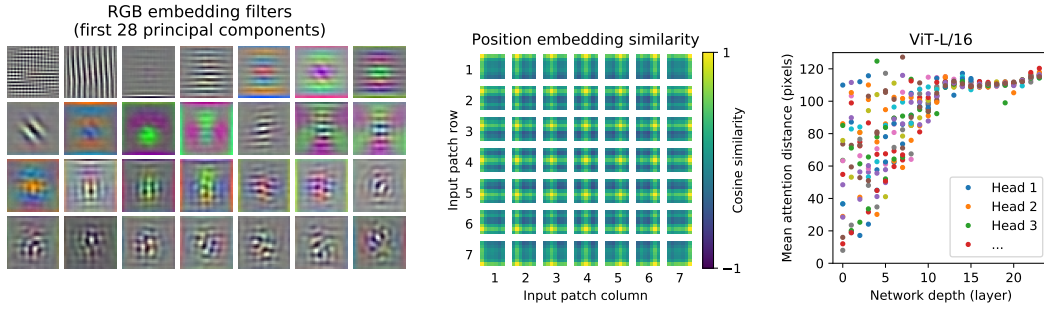 RGB embedding filters
(first 28 principal components)
Position embedding similarity
1
2
3
4
5
6
7
Input patch row
1 2 3 4 5 6 7
Input patch column
1
−1
Cosine similarity
ViT-L/16
120
100
80
60
40
20
0
Mean attention distance (pixels)
Head 1
Head 2
Head 3
...
0 5 10 15 20
Network depth (layer)